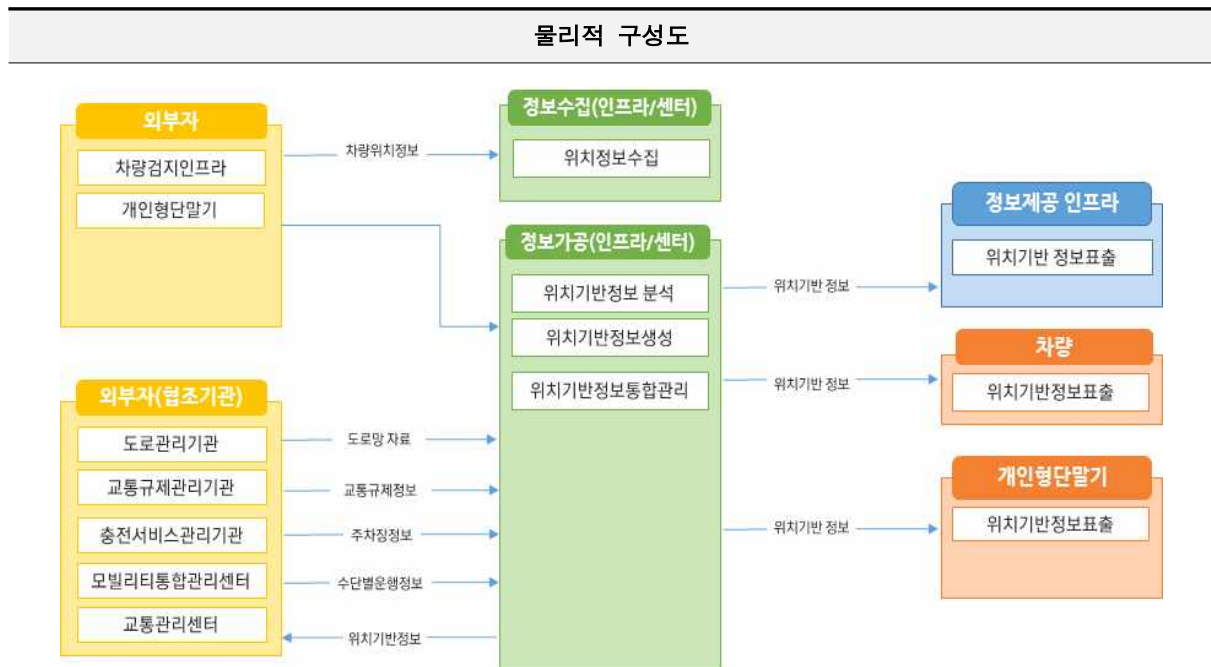 물리적 구성도
외부자
차량검지인프라
개인형단말기
차량위치정보
정보수집(인프라/센터)
위치정보수집
정보가공(인프라/센터)
위치기반정보 분석
위치기반정보생성
위치기반정보통합관리
외부자(협조기관)
도로관리기관
교통규제관리기관
충전서비스관리기관
모빌리티통합관리센터
교통관리센터
도로망 자료
교통규제정보
주차장정보
수단별운행정보
위치기반정보
위치기반 정보
위치기반 정보
위치기반 정보
정보제공 인프라
위치기반 정보표출
차량
위치기반정보표출
개인형단말기
위치기반정보표출